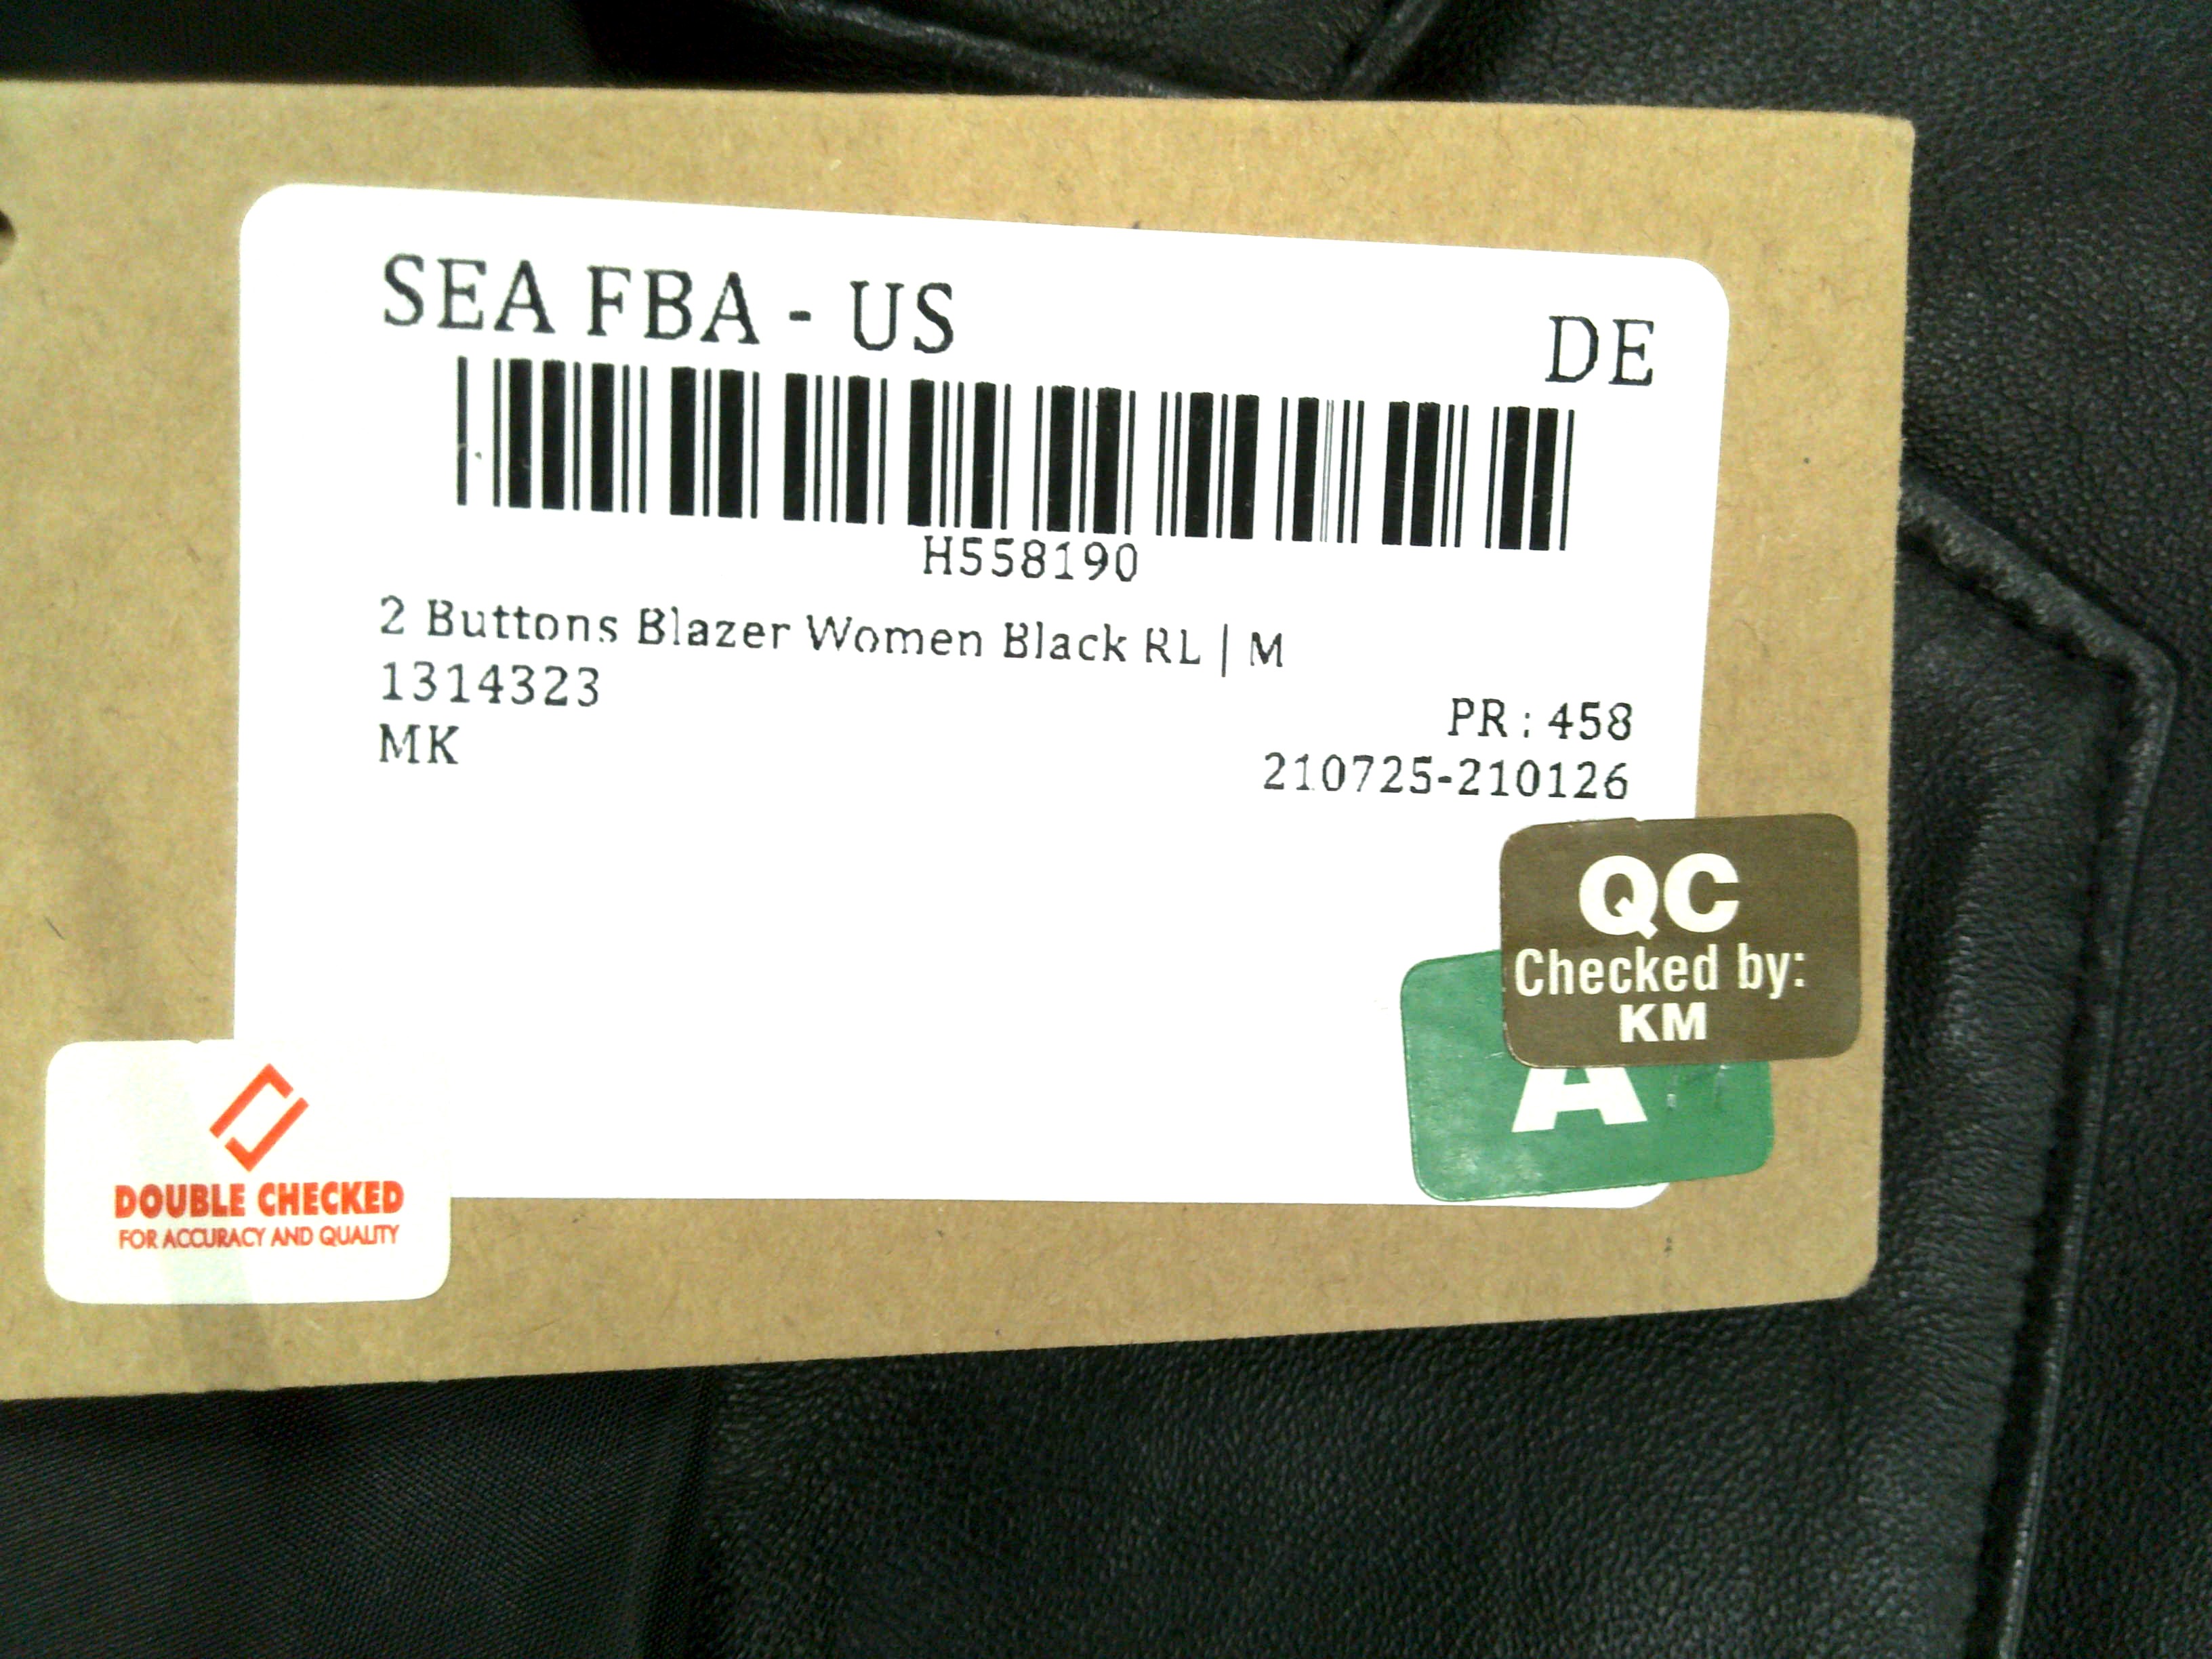 SEA FBA - US
DE
H558190
2 Buttons Blazer Women Black RL | M
1314323
PR : 458
MK
210725-210126
QC
Checked by:
KM
A
DOUBLE CHECKED
FOR ACCURACY AND QUALITY